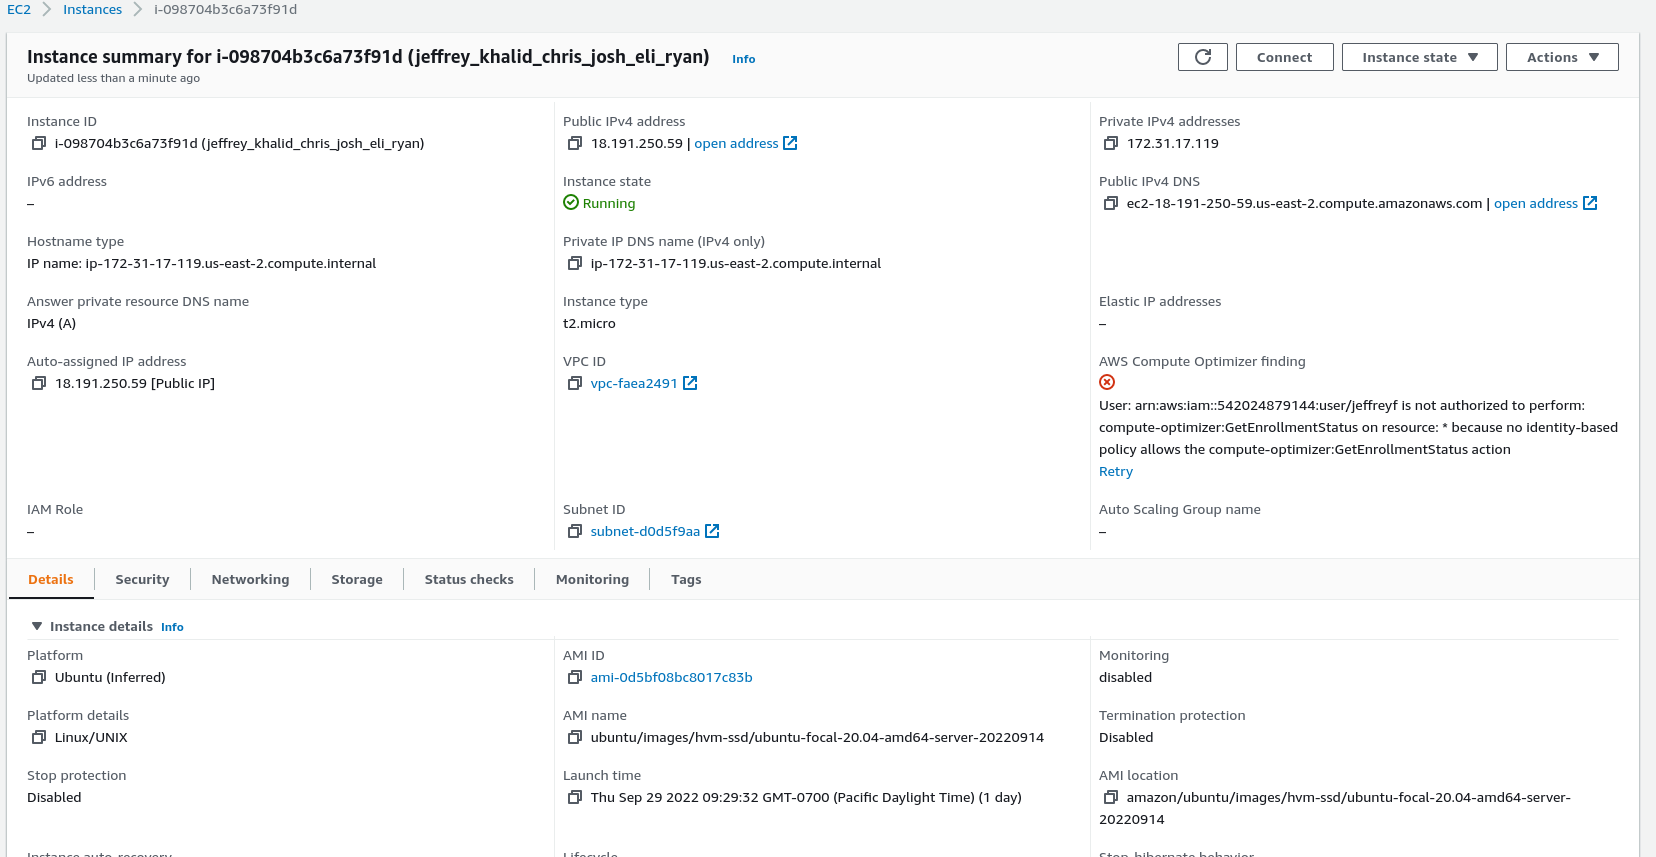 EC2 Instances i-098704b3c6a73f91d
Instance summary for i-098704b3c6a73f91d (jeffrey_khalid_chris_josh_eli_ryan) Info
Updated less than a minute ago
Connect
Instance state
Actions
Instance ID
i-098704b3c6a73f91d (jeffrey_khalid_chris_josh_eli_ryan)
Public IPv4 address
18.191.250.59 | open address
Private IPv4 addresses
172.31.17.119
IPv6 address
–
Instance state
Running
Public IPv4 DNS
ec2-18-191-250-59.us-east-2.compute.amazonaws.com | open address
Hostname type
IP name: ip-172-31-17-119.us-east-2.compute.internal
Private IP DNS name (IPv4 only)
ip-172-31-17-119.us-east-2.compute.internal
Answer private resource DNS name
IPv4 (A)
Instance type
t2.micro
Elastic IP addresses
–
Auto-assigned IP address
18.191.250.59 [Public IP]
VPC ID
vpc-faea2491
AWS Compute Optimizer finding
User: arn:aws:iam::542024879144:user/jeffreyf is not authorized to perform:
compute-optimizer:GetEnrollmentStatus on resource: * because no identity-based
policy allows the compute-optimizer:GetEnrollmentStatus action
Retry
IAM Role
–
Subnet ID
subnet-d0d5f9aa
Auto Scaling Group name
–
Details
Security
Networking
Storage
Status checks
Monitoring
Tags
Instance details Info
Platform
Ubuntu (Inferred)
AMI ID
ami-0d5bf08bc8017c83b
Monitoring
disabled
Platform details
Linux/UNIX
AMI name
ubuntu/images/hvm-ssd/ubuntu-focal-20.04-amd64-server-20220914
Termination protection
Disabled
Stop protection
Disabled
Launch time
Thu Sep 29 2022 09:29:32 GMT-0700 (Pacific Daylight Time) (1 day)
AMI location
amazon/ubuntu/images/hvm-ssd/ubuntu-focal-20.04-amd64-server-
20220914
Instance auto-recovery
Lifecycle
Stop-hibernate behavior